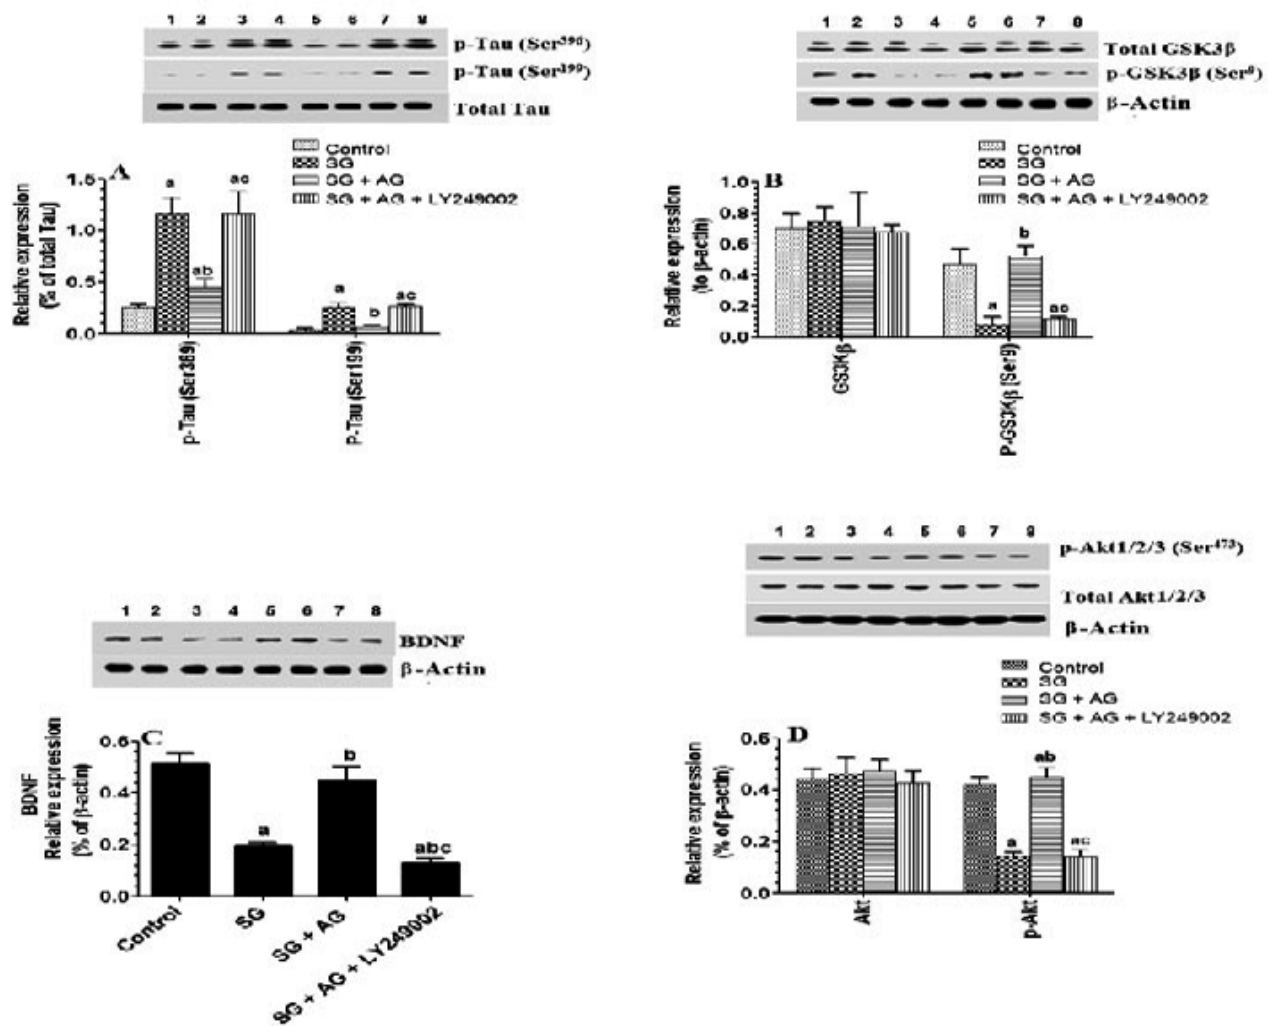 1 2 3 4 5 6 7 8
p-Tau (Ser396)
p-Tau (Ser199)
Total Tau
Control
SG
SG + AG
SG + AG + LY249002
A
Relative expression
(% of total Tau)
1.5
1.0
0.5
0.0
a
ab
ac
a
b
ac
p-Tau (Ser369)
P-Tau (Ser199)
1 2 3 4 5 6 7 8
Total GSK3β
p-GSK3β (Ser9)
β-Actin
Control
SG
SG + AG
SG + AG + LY249002
B
Relative expression
(to β-actin)
1.0
0.8
0.6
0.4
0.2
0.0
a
b
ac
GS3Kβ
P-GS3Kβ (Ser9)
1 2 3 4 5 6 7 8
BDNF
β-Actin
C
BDNF
Relative expression
(% of β-actin)
0.6
0.4
0.2
0.0
a
b
abc
Control
SG
SG + AG
SG + AG + LY249002
1 2 3 4 5 6 7 8
p-Akt1/2/3 (Ser473)
Total Akt1/2/3
β-Actin
Control
SG
SG + AG
SG + AG + LY249002
D
Relative expression
(% of β-actin)
0.6
0.4
0.2
0.0
a
ab
ac
Akt
p-Akt